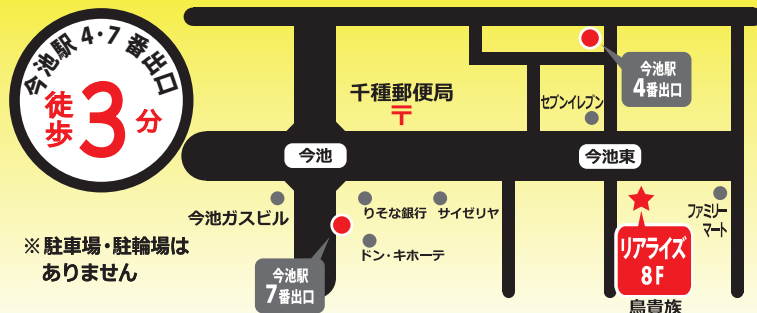 今池駅4・7番出口
徒歩3分
※駐車場・駐輪場は
ありません
千種郵便局
〒
セブンイレブン
今池駅
4番出口
今池
今池東
今池ガスビル
りそな銀行
サイゼリヤ
ドン・キホーテ
今池駅
7番出口
ファミリー
マート
リアライズ
8F
鳥貴族